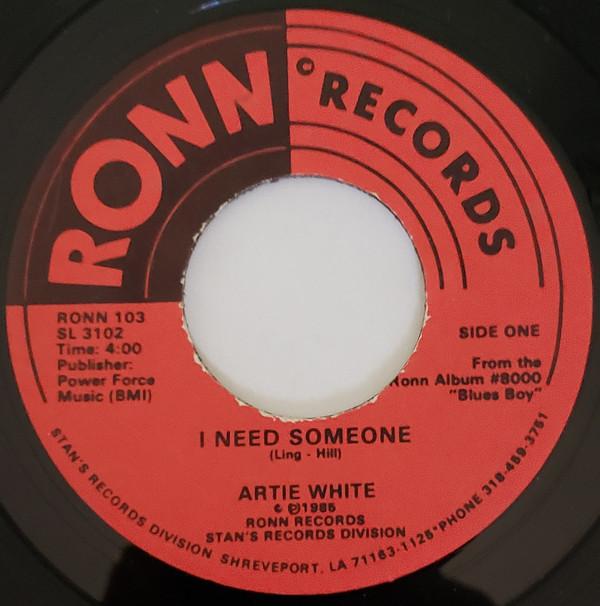 RONN
© RECORDS
RONN 103
SL 3102
Time: 4:00
Publisher:
Power Force
Music (BMI)
SIDE ONE
From the
Ronn Album #8000
"Blues Boy"
I NEED SOMEONE
(Ling - Hill)
ARTIE WHITE
© ℗ 1985
RONN RECORDS
STAN'S RECORDS DIVISION
STAN'S RECORDS DIVISION SHREVEPORT, LA 71163-1125 • PHONE 318-459-3751